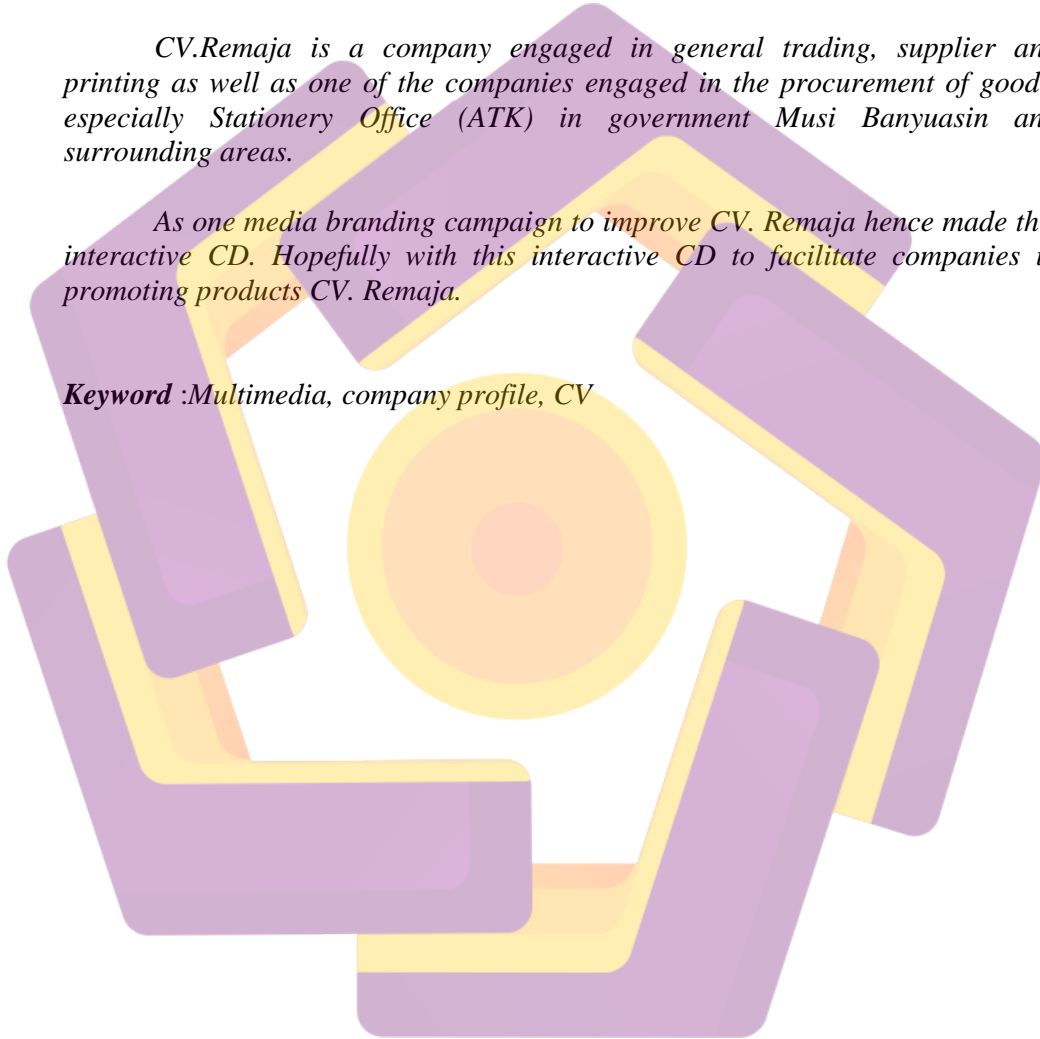 CV.Remaja is a company engaged in general trading, supplier an
printing as well as one of the companies engaged in the procurement of good
especially Stationery Office (ATK) in government Musi Banyuasin an
surrounding areas.
As one media branding campaign to improve CV. Remaja hence made th
interactive CD. Hopefully with this interactive CD to facilitate companies i
promoting products CV. Remaja.
Keyword :Multimedia, company profile, CV